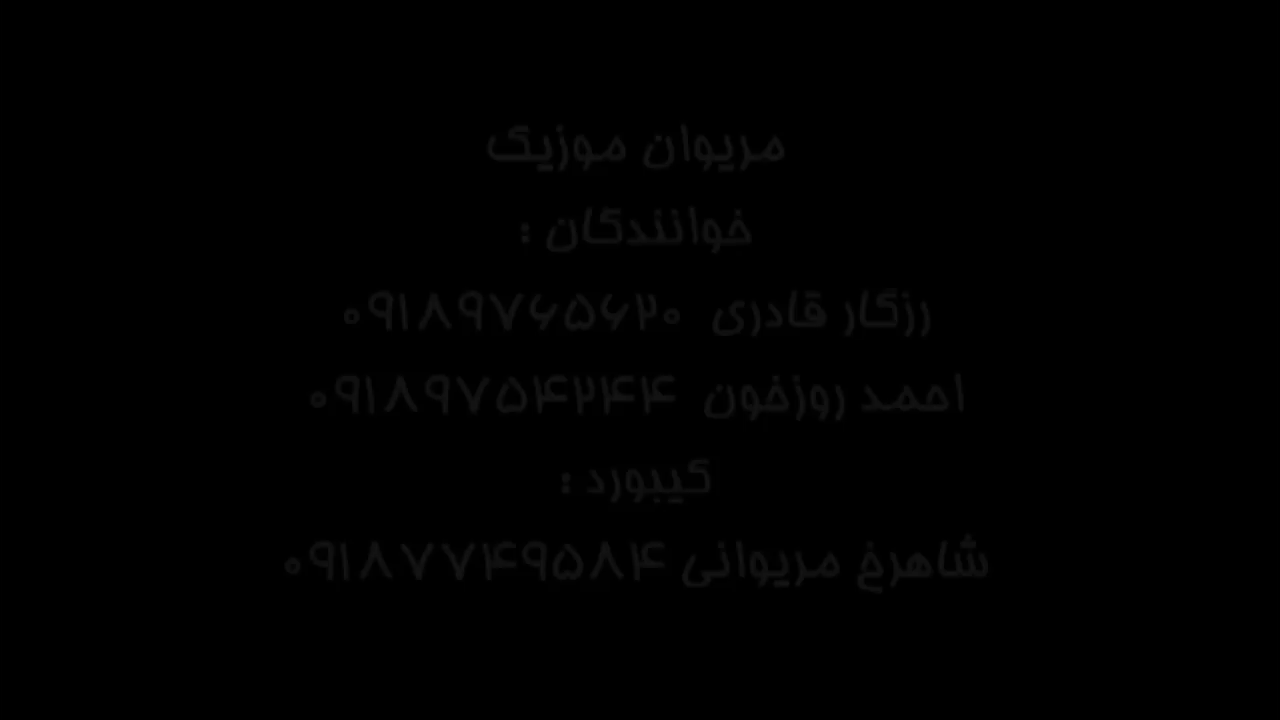 مریوان موزیک
خوانندگان :
رزگار قادری ۰۹۱۸۹۷۶۵۶۲۰
احمد روزخون ۰۹۱۸۹۷۵۴۲۴۴
کیبورد :
شاهرخ مریوانی ۰۹۱۸۷۷۴۹۵۸۴